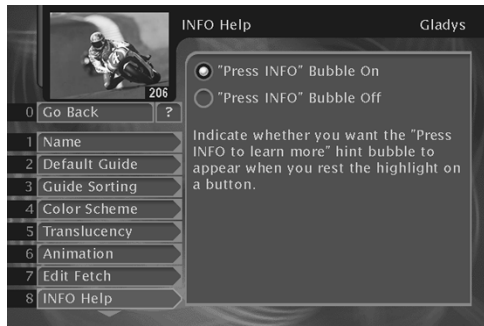 INFO Help
Gladys
206
0 Go Back ?
1 Name
2 Default Guide
3 Guide Sorting
4 Color Scheme
5 Translucency
6 Animation
7 Edit Fetch
8 INFO Help
"Press INFO" Bubble On
"Press INFO" Bubble Off
Indicate whether you want the "Press
INFO to learn more" hint bubble to
appear when you rest the highlight on
a button.